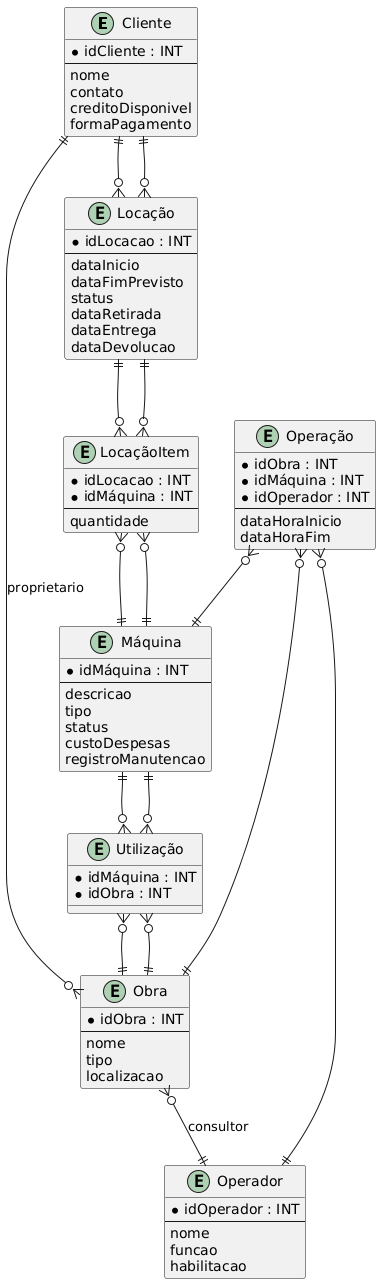 E Cliente
* idCliente : INT
nome
contato
creditoDisponivel
formaPagamento
E Locação
* idLocacao : INT
dataInicio
dataFimPrevisto
status
dataRetirada
dataEntrega
dataDevolucao
E LocaçãoItem
* idLocacao : INT
* idMáquina : INT
quantidade
E Operação
* idObra : INT
* idMáquina : INT
* idOperador : INT
dataHoraInicio
dataHoraFim
proprietario
E Máquina
* idMáquina : INT
descricao
tipo
status
custoDespesas
registroManutencao
E Utilização
* idMáquina : INT
* idObra : INT
E Obra
* idObra : INT
nome
tipo
localizacao
consultor
E Operador
* idOperador : INT
nome
funcao
habilitacao